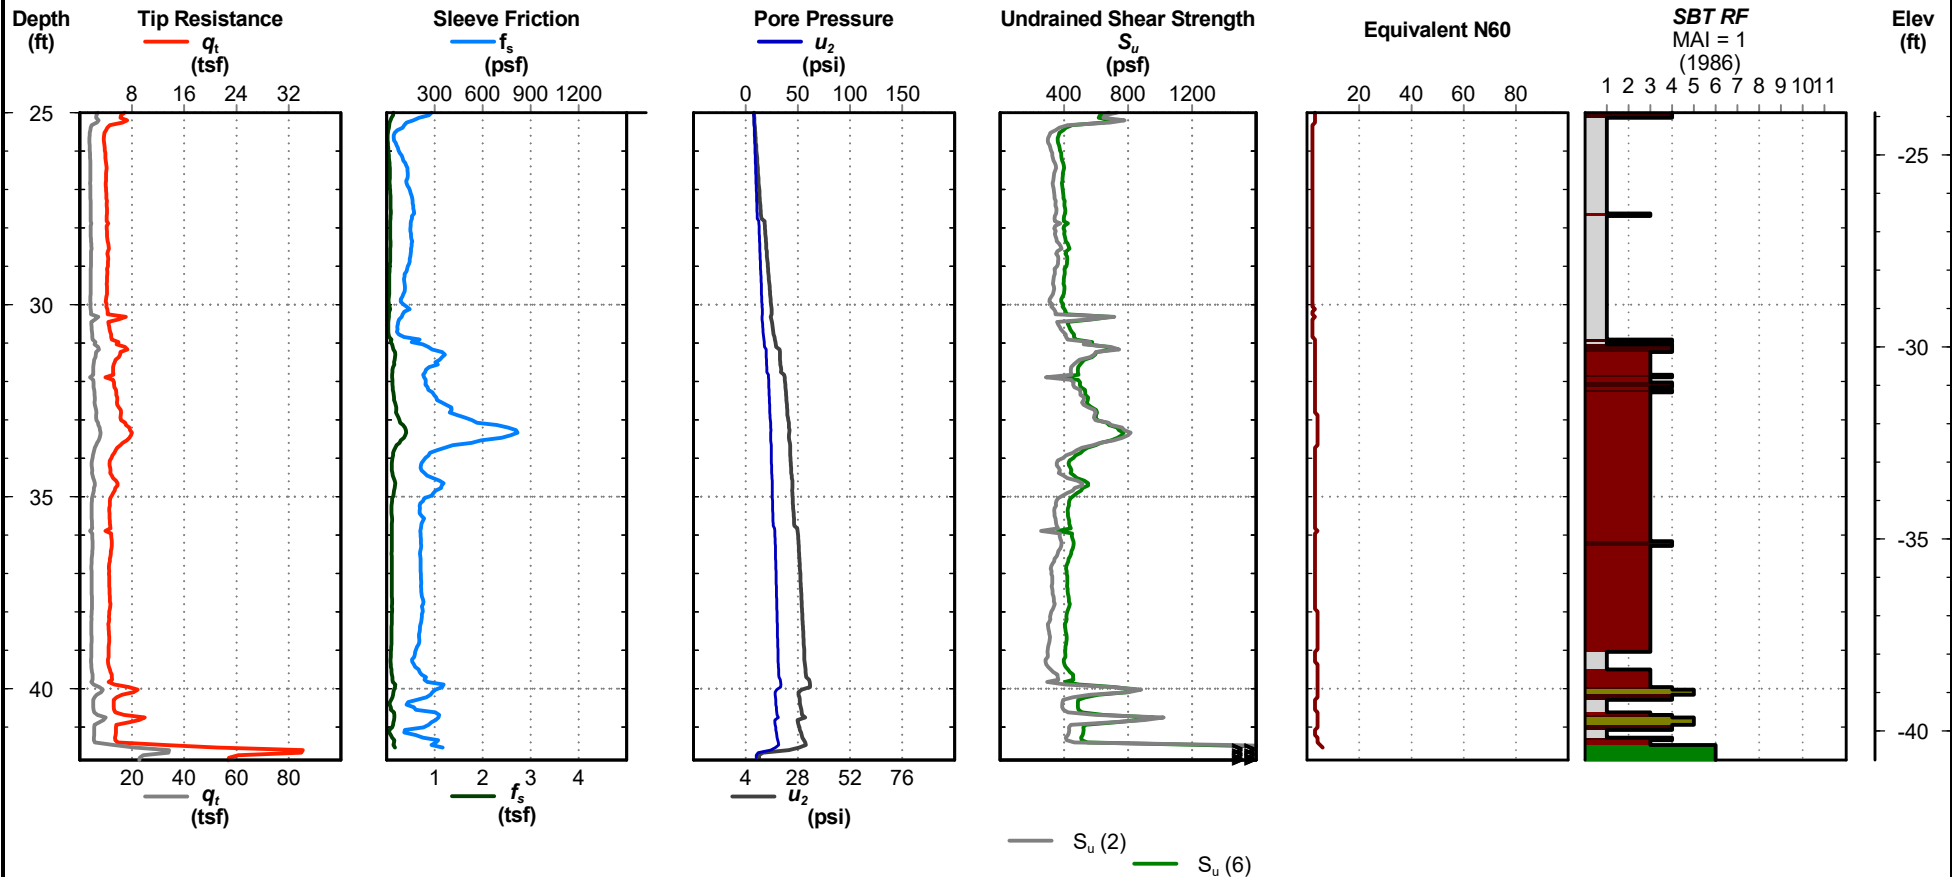 Depth
(ft)
Tip Resistance
qt
(tsf)
8 16 24 32
Sleeve Friction
fs
(psf)
300 600 900 1200
Pore Pressure
u2
(psi)
0 50 100 150
Undrained Shear Strength
Su
(psf)
400 800 1200
Equivalent N60
20 40 60 80
SBT RF
MAI = 1
(1986)
1 2 3 4 5 6 7 8 9 10 11
Elev
(ft)
25
30
35
40
-25
-30
-35
-40
20 40 60 80
qt
(tsf)
1 2 3 4
fs
(tsf)
4 28 52 76
u2
(psi)
Su (2)
Su (6)